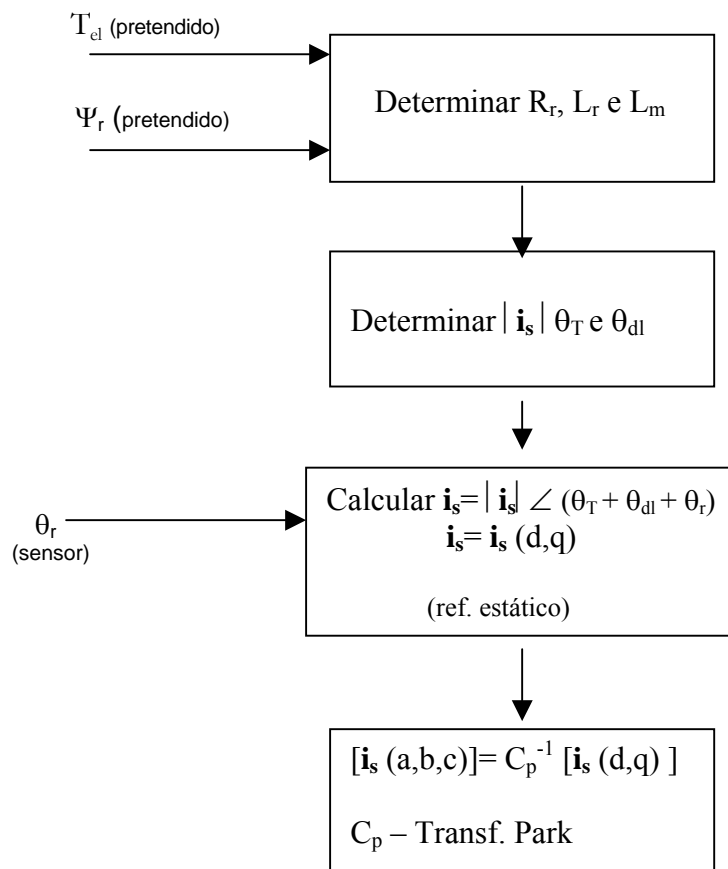 T_el (pretendido)
Ψ_r (pretendido)
Determinar R_r, L_r e L_m
Determinar | i_s | θ_T e θ_dl
θ_r
(sensor)
Calcular i_s= | i_s| ∠ (θ_T + θ_dl + θ_r)
i_s= i_s (d,q)
(ref. estático)
[i_s (a,b,c)]= C_p^-1 [i_s (d,q) ]
C_p – Transf. Park